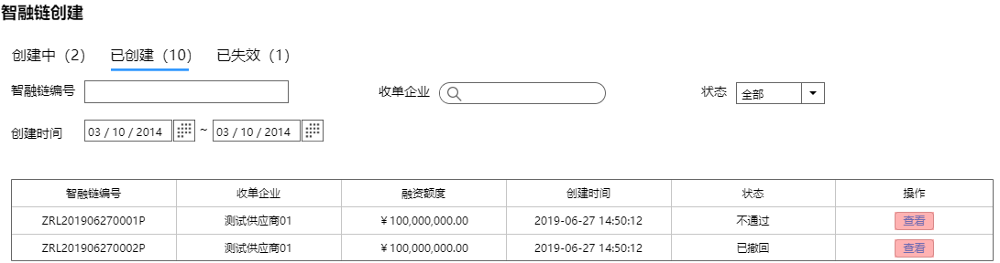 智融链创建
创建中（2） 已创建（10） 已失效（1）
智融链编号 收单企业 状态 全部
创建时间 03 / 10 / 2014 ~ 03 / 10 / 2014
智融链编号 收单企业 融资额度 创建时间 状态 操作
ZRL201906270001P 测试供应商01 ￥100,000,000.00 2019-06-27 14:50:12 不通过 查看
ZRL201906270002P 测试供应商01 ￥100,000,000.00 2019-06-27 14:50:12 已撤回 查看